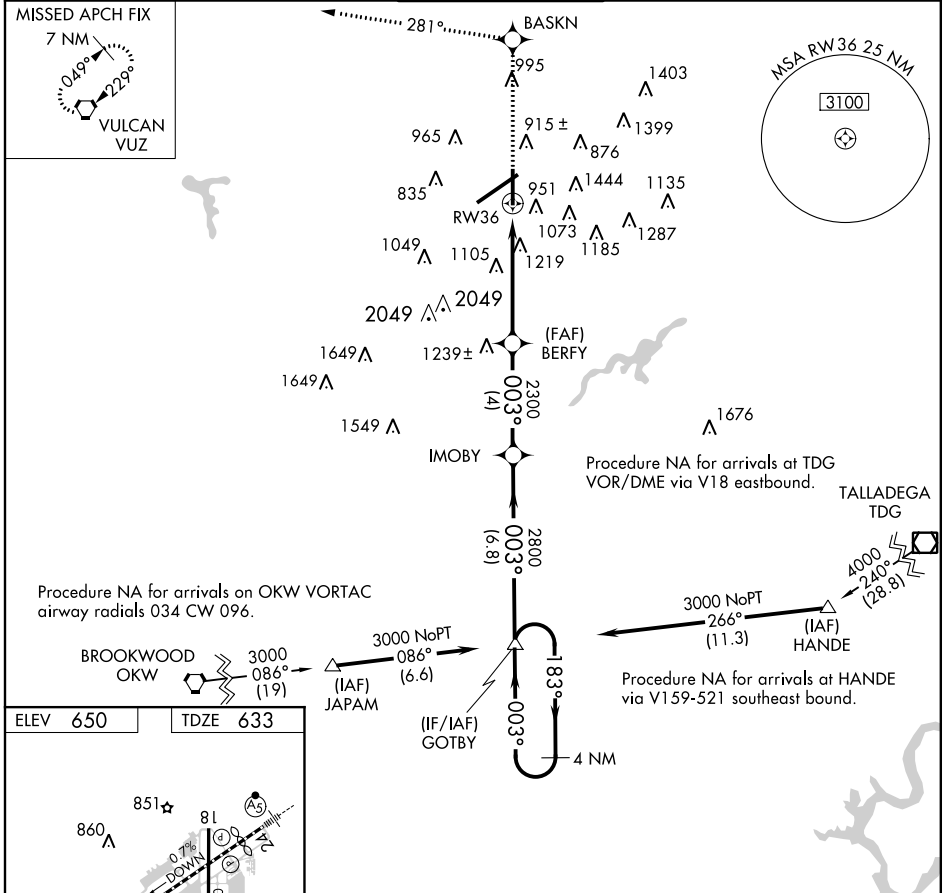 MISSED APCH FIX
7 NM
049°
229°
VULCAN
VUZ
281°
BASKN
995
MSA RW36 25 NM
3100
1403
1399
965
915 ±
876
835
951
1444
1135
RW36
1073
1185
1287
1049
1105
1219
2049
2049
1649
1239±
(FAF)
BERFY
1649
2300
003°
(4)
1549
1676
IMOBY
Procedure NA for arrivals at TDG
VOR/DME via V18 eastbound.
TALLADEGA
TDG
2800
003°
(6.8)
4000
240°
(28.8)
Procedure NA for arrivals on OKW VORTAC
airway radials 034 CW 096.
3000 NoPT
266°
(11.3)
(IAF)
HANDE
BROOKWOOD
OKW
3000
086°
(19)
3000 NoPT
086°
(6.6)
(IAF)
JAPAM
183°
Procedure NA for arrivals at HANDE
via V159-521 southeast bound.
(IF/IAF)
GOTBY
003°
4 NM
ELEV 650
TDZE 633
851
A5
18
860
P
24
0.7%
DOWN
P